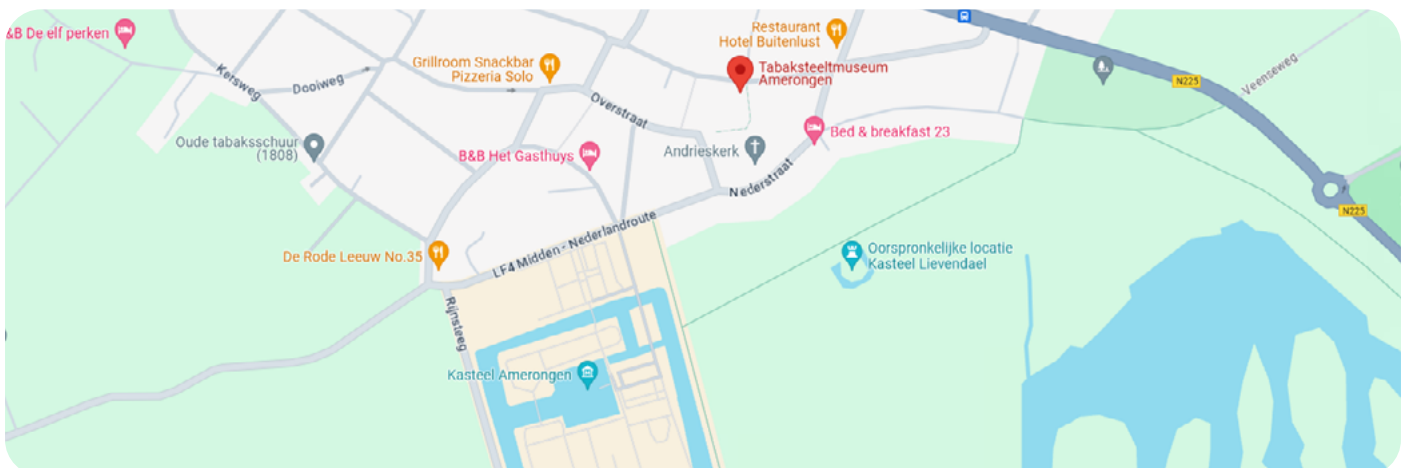 &B De elf perken
Restaurant
Hotel Buitenlust
Grillroom Snackbar
Pizzeria Solo
Tabaksteeltmuseum
Amerongen
Kersweg
Dooiweg
N225
Veenseweg
Overstraat
Oude tabaksschuur
(1808)
B&B Het Gasthuys
Andrieskerk
Bed & breakfast 23
Nederstraat
N225
LF4 Midden-Nederlandroute
De Rode Leeuw No.35
Oorspronkelijke locatie
Kasteel Lievendael
Rijnsteeg
Kasteel Amerongen